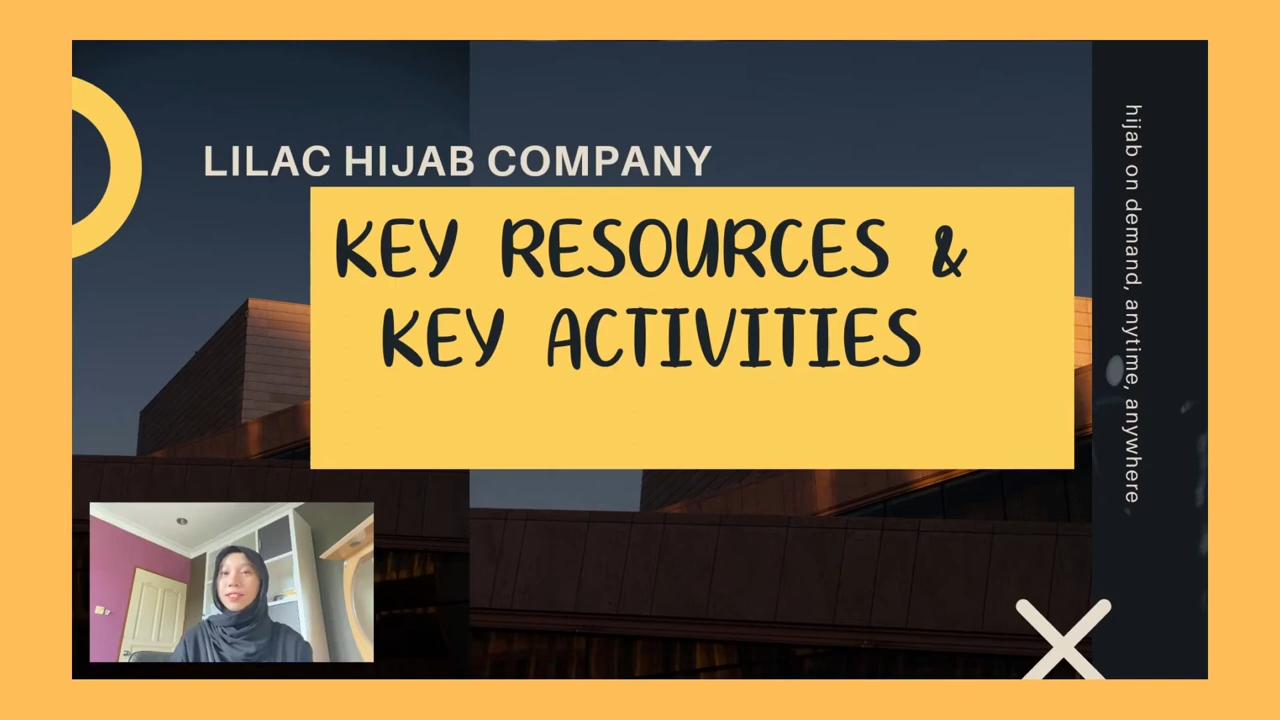 LILAC HIJAB COMPANY
KEY RESOURCES &
KEY ACTIVITIES
hijab on demand, anytime, anywhere.